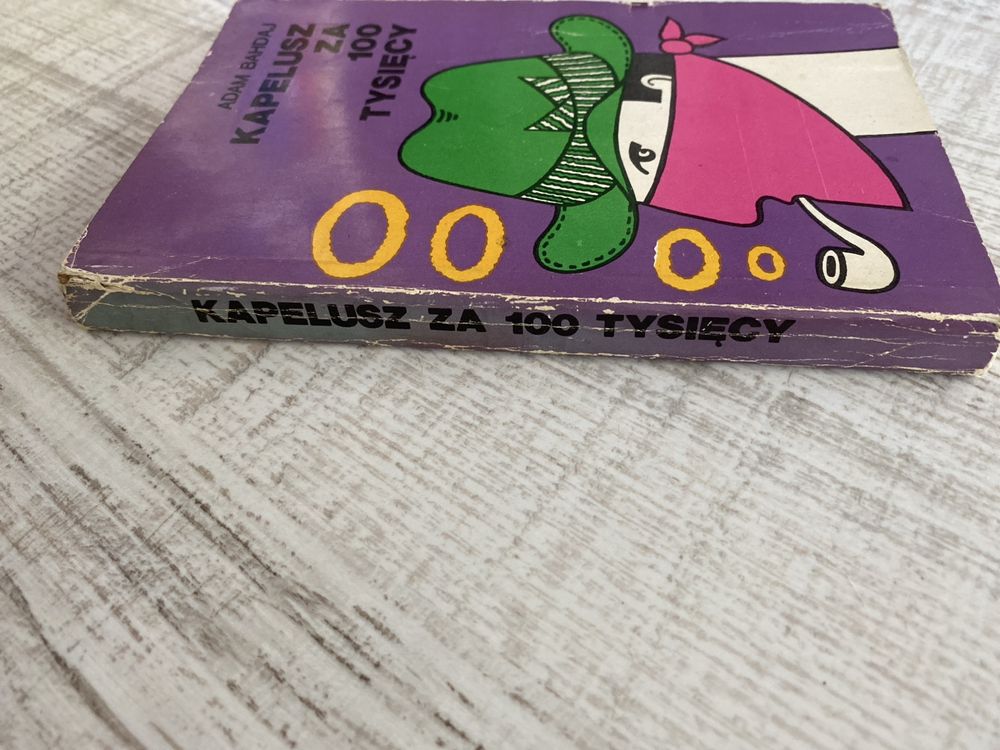 ADAM BAHDAJ
KAPELUSZ
ZA
100
TYSIĘCY
KAPELUSZ ZA 100 TYSIĘCY